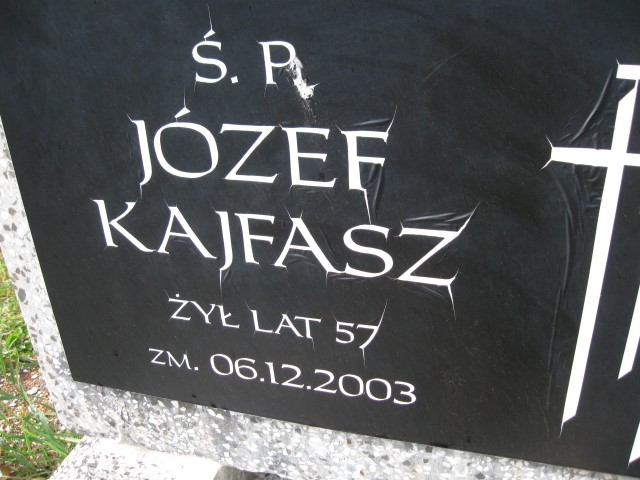 Ś. P.
JÓZEF
KAJFASZ
ŻYŁ LAT 57
ZM. 06.12.2003